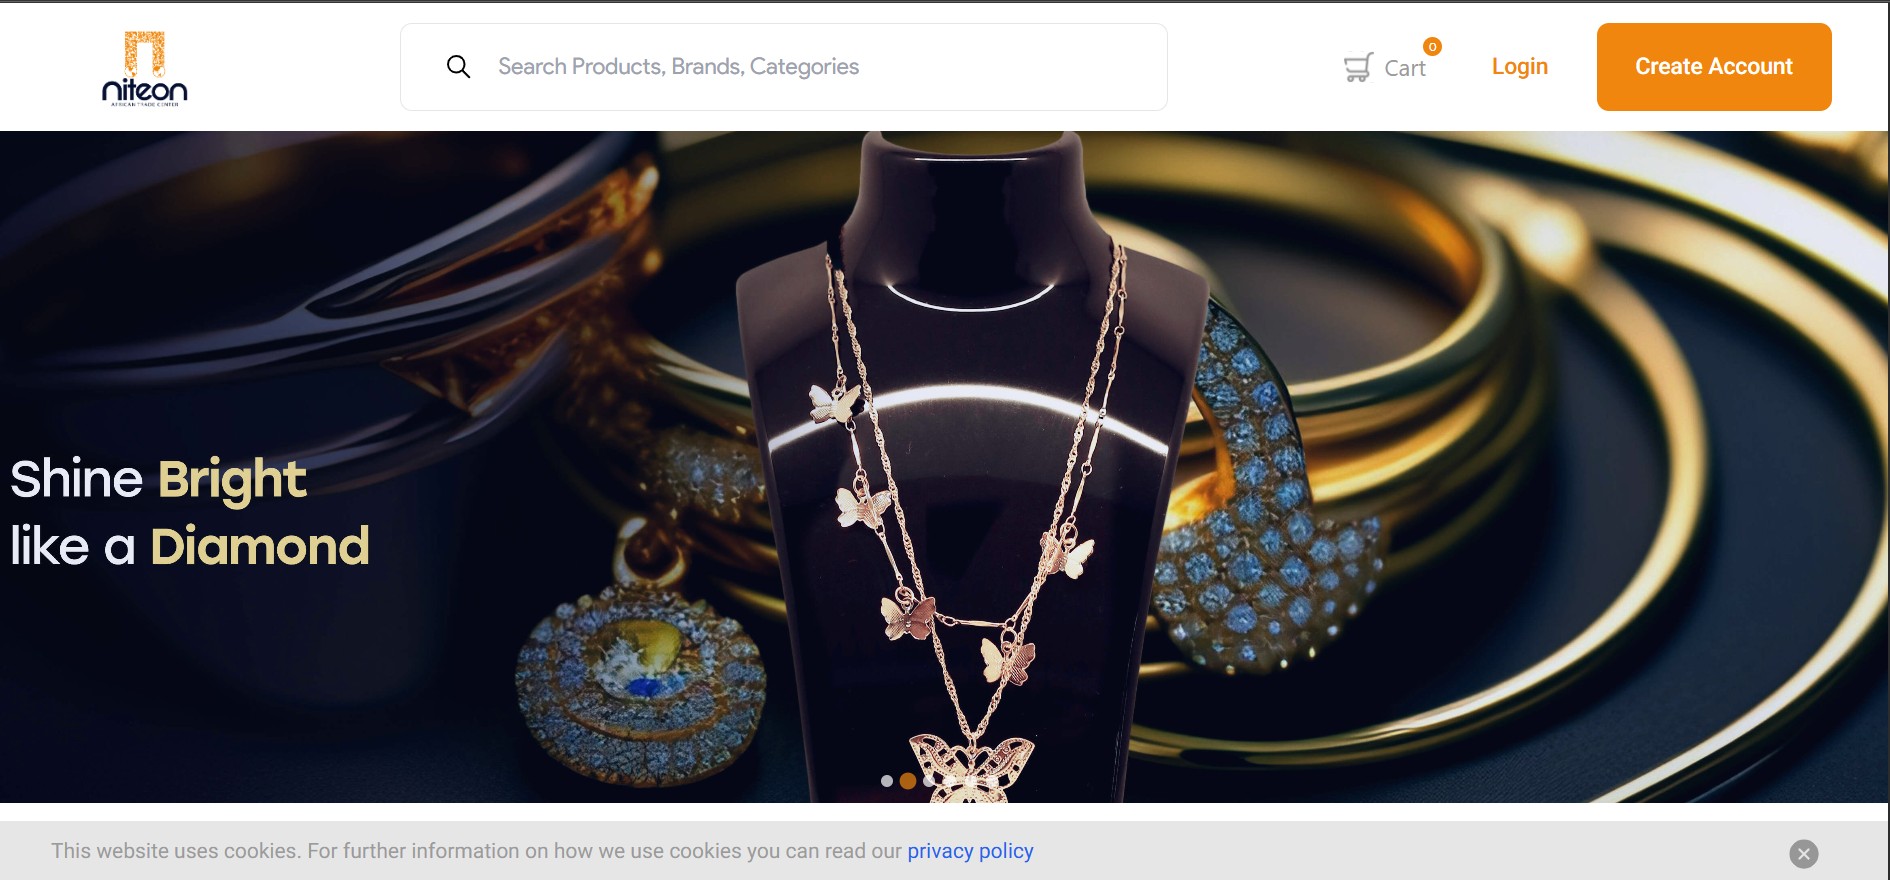 niteon
AFRICAN TRADE CENTER
Search Products, Brands, Categories
Cart
0
Login
Create Account
Shine Bright
like a Diamond
This website uses cookies. For further information on how we use cookies you can read our privacy policy